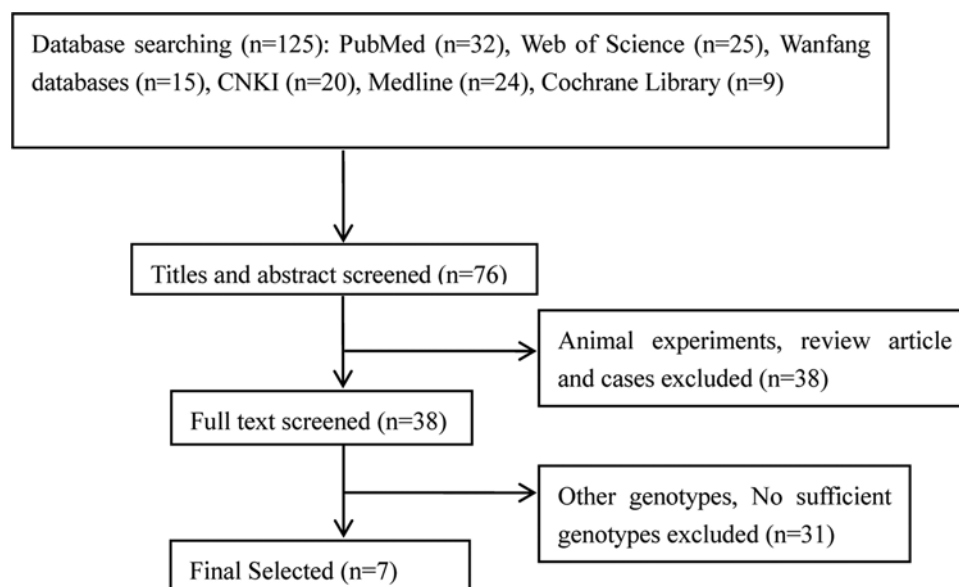 Database searching (n=125): PubMed (n=32), Web of Science (n=25), Wanfang
databases (n=15), CNKI (n=20), Medline (n=24), Cochrane Library (n=9)
Titles and abstract screened (n=76)
Animal experiments, review article
and cases excluded (n=38)
Full text screened (n=38)
Other genotypes, No sufficient
genotypes excluded (n=31)
Final Selected (n=7)